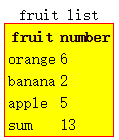 fruit list
fruit number
orange 6
banana 2
apple 5
sum 13